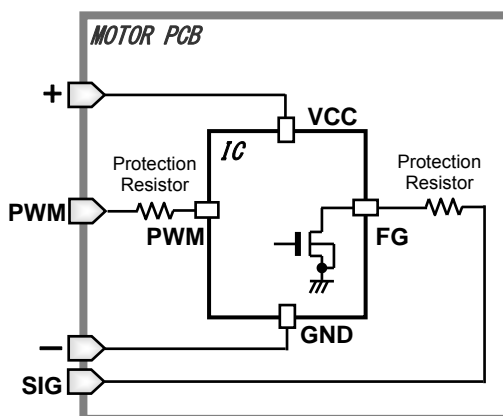 MOTOR PCB
+
VCC
IC
Protection
Resistor
Protection
Resistor
PWM
PWM
FG
GND
−
SIG